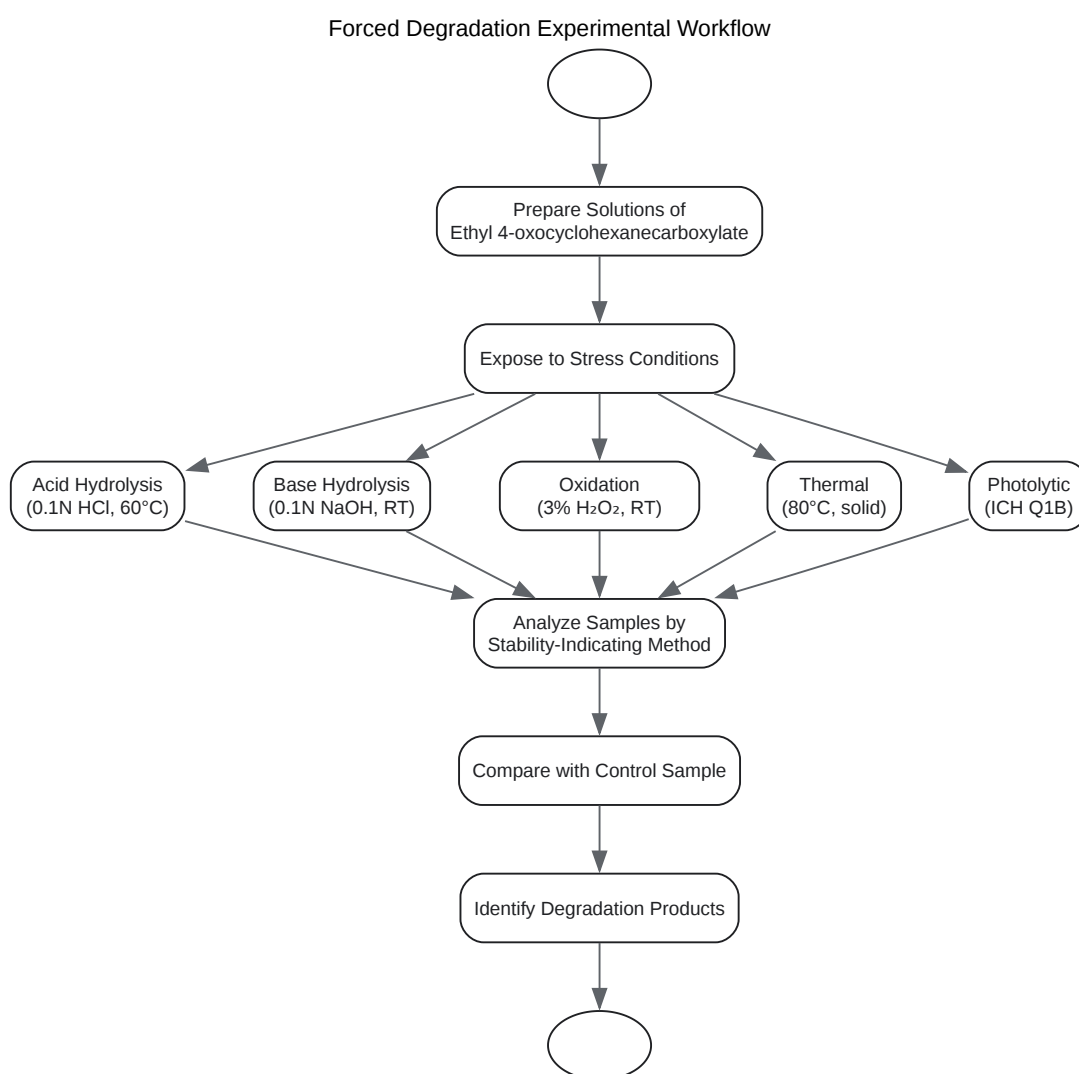 Forced Degradation Experimental Workflow
Prepare Solutions of
Ethyl 4-oxocyclohexanecarboxylate
Expose to Stress Conditions
Acid Hydrolysis
(0.1N HCl, 60°C)
Base Hydrolysis
(0.1N NaOH, RT)
Oxidation
(3% H₂O₂, RT)
Thermal
(80°C, solid)
Photolytic
(ICH Q1B)
Analyze Samples by
Stability-Indicating Method
Compare with Control Sample
Identify Degradation Products